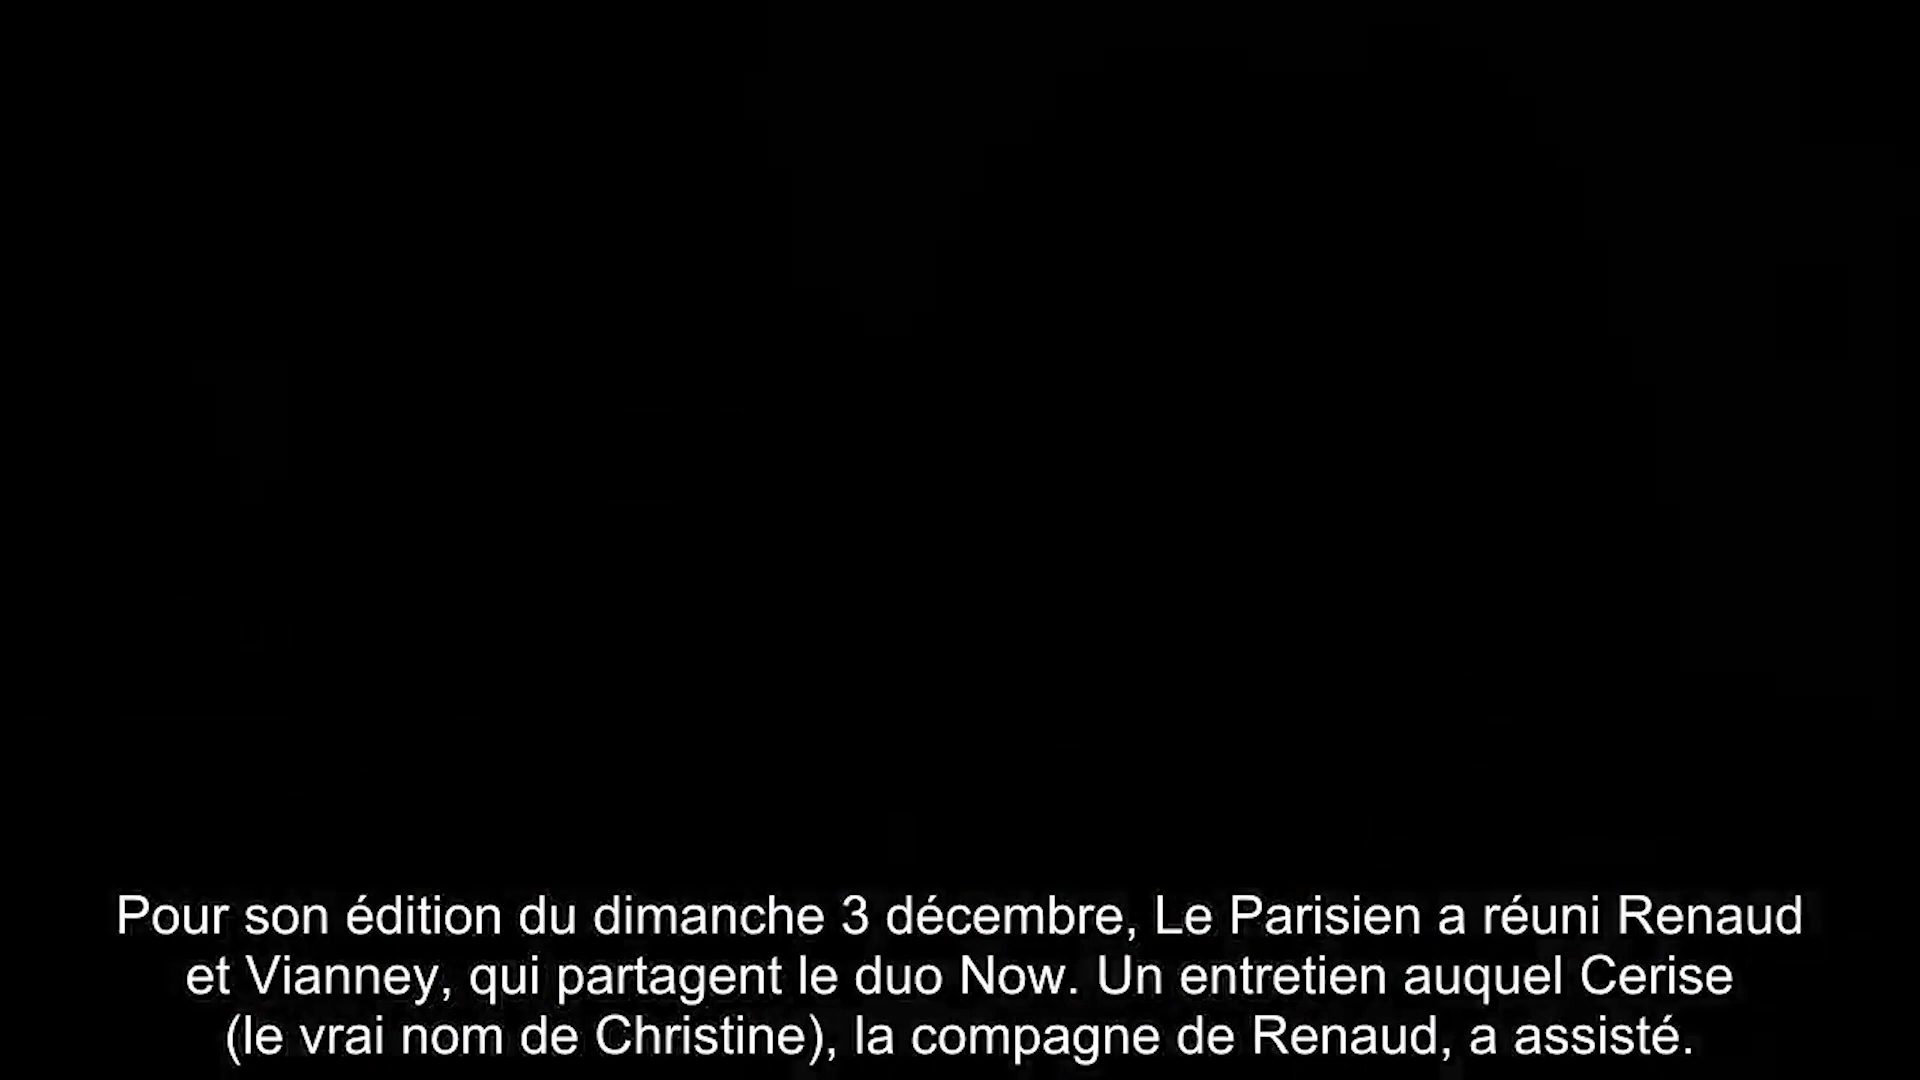 Pour son édition du dimanche 3 décembre, Le Parisien a réuni Renaud
et Vianney, qui partagent le duo Now. Un entretien auquel Cerise
(le vrai nom de Christine), la compagne de Renaud, a assisté.